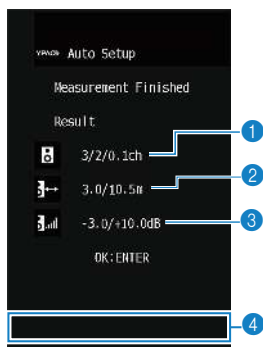 YPAO Auto Setup
Measurement Finished
Result
3/2/0.1ch
1
3.0/10.5m
2
-3.0/+10.0dB
3
OK:ENTER
4